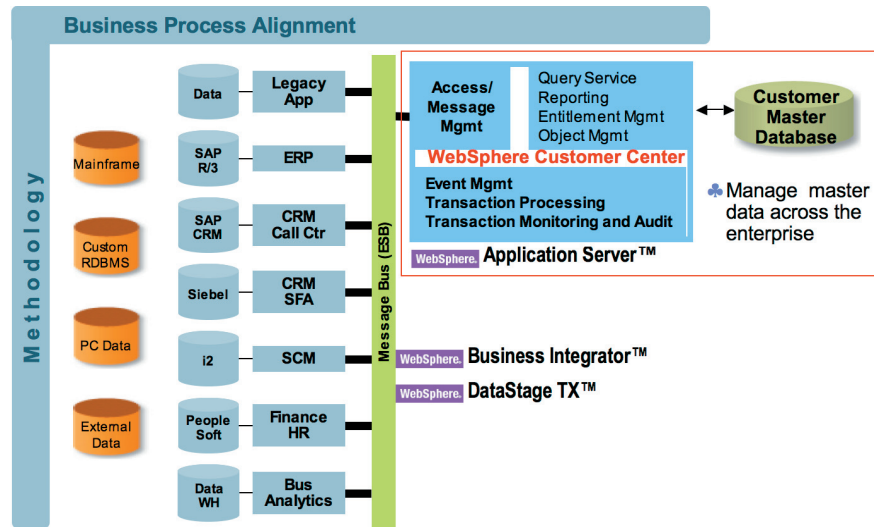 Business Process Alignment
Methodology
Mainframe
Custom
RDBMS
PC Data
External
Data
Data
Legacy
App
SAP
R/3
ERP
SAP
CRM
CRM
Call Ctr
Siebel
CRM
SFA
i2
SCM
People
Soft
Finance
HR
Data
WH
Bus
Analytics
Message Bus (ESB)
Access/
Message
Mgmt
Query Service
Reporting
Entitlement Mgmt
Object Mgmt
WebSphere Customer Center
Event Mgmt
Transaction Processing
Transaction Monitoring and Audit
WebSphere. Application Server™
Customer
Master
Database
♣ Manage master
data across the
enterprise
WebSphere. Business Integrator™
WebSphere. DataStage TX™